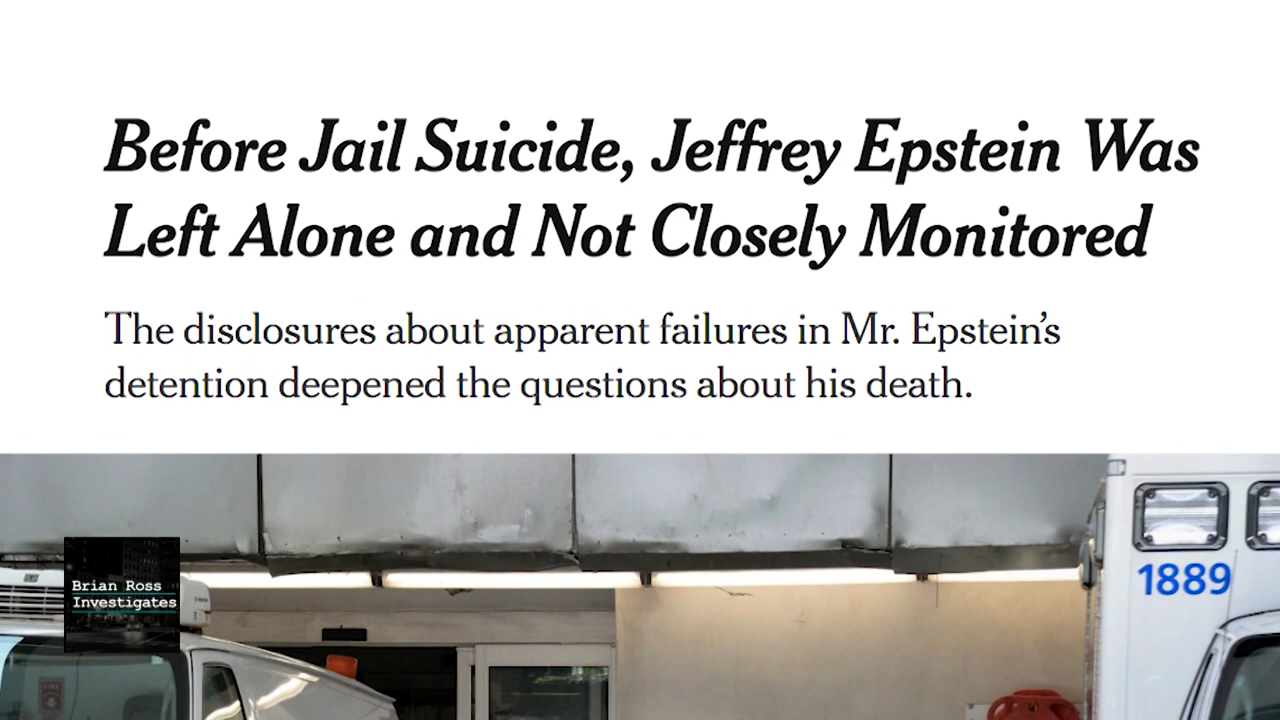 Before Jail Suicide, Jeffrey Epstein Was
Left Alone and Not Closely Monitored
The disclosures about apparent failures in Mr. Epstein’s
detention deepened the questions about his death.
1889
Brian Ross
Investigates